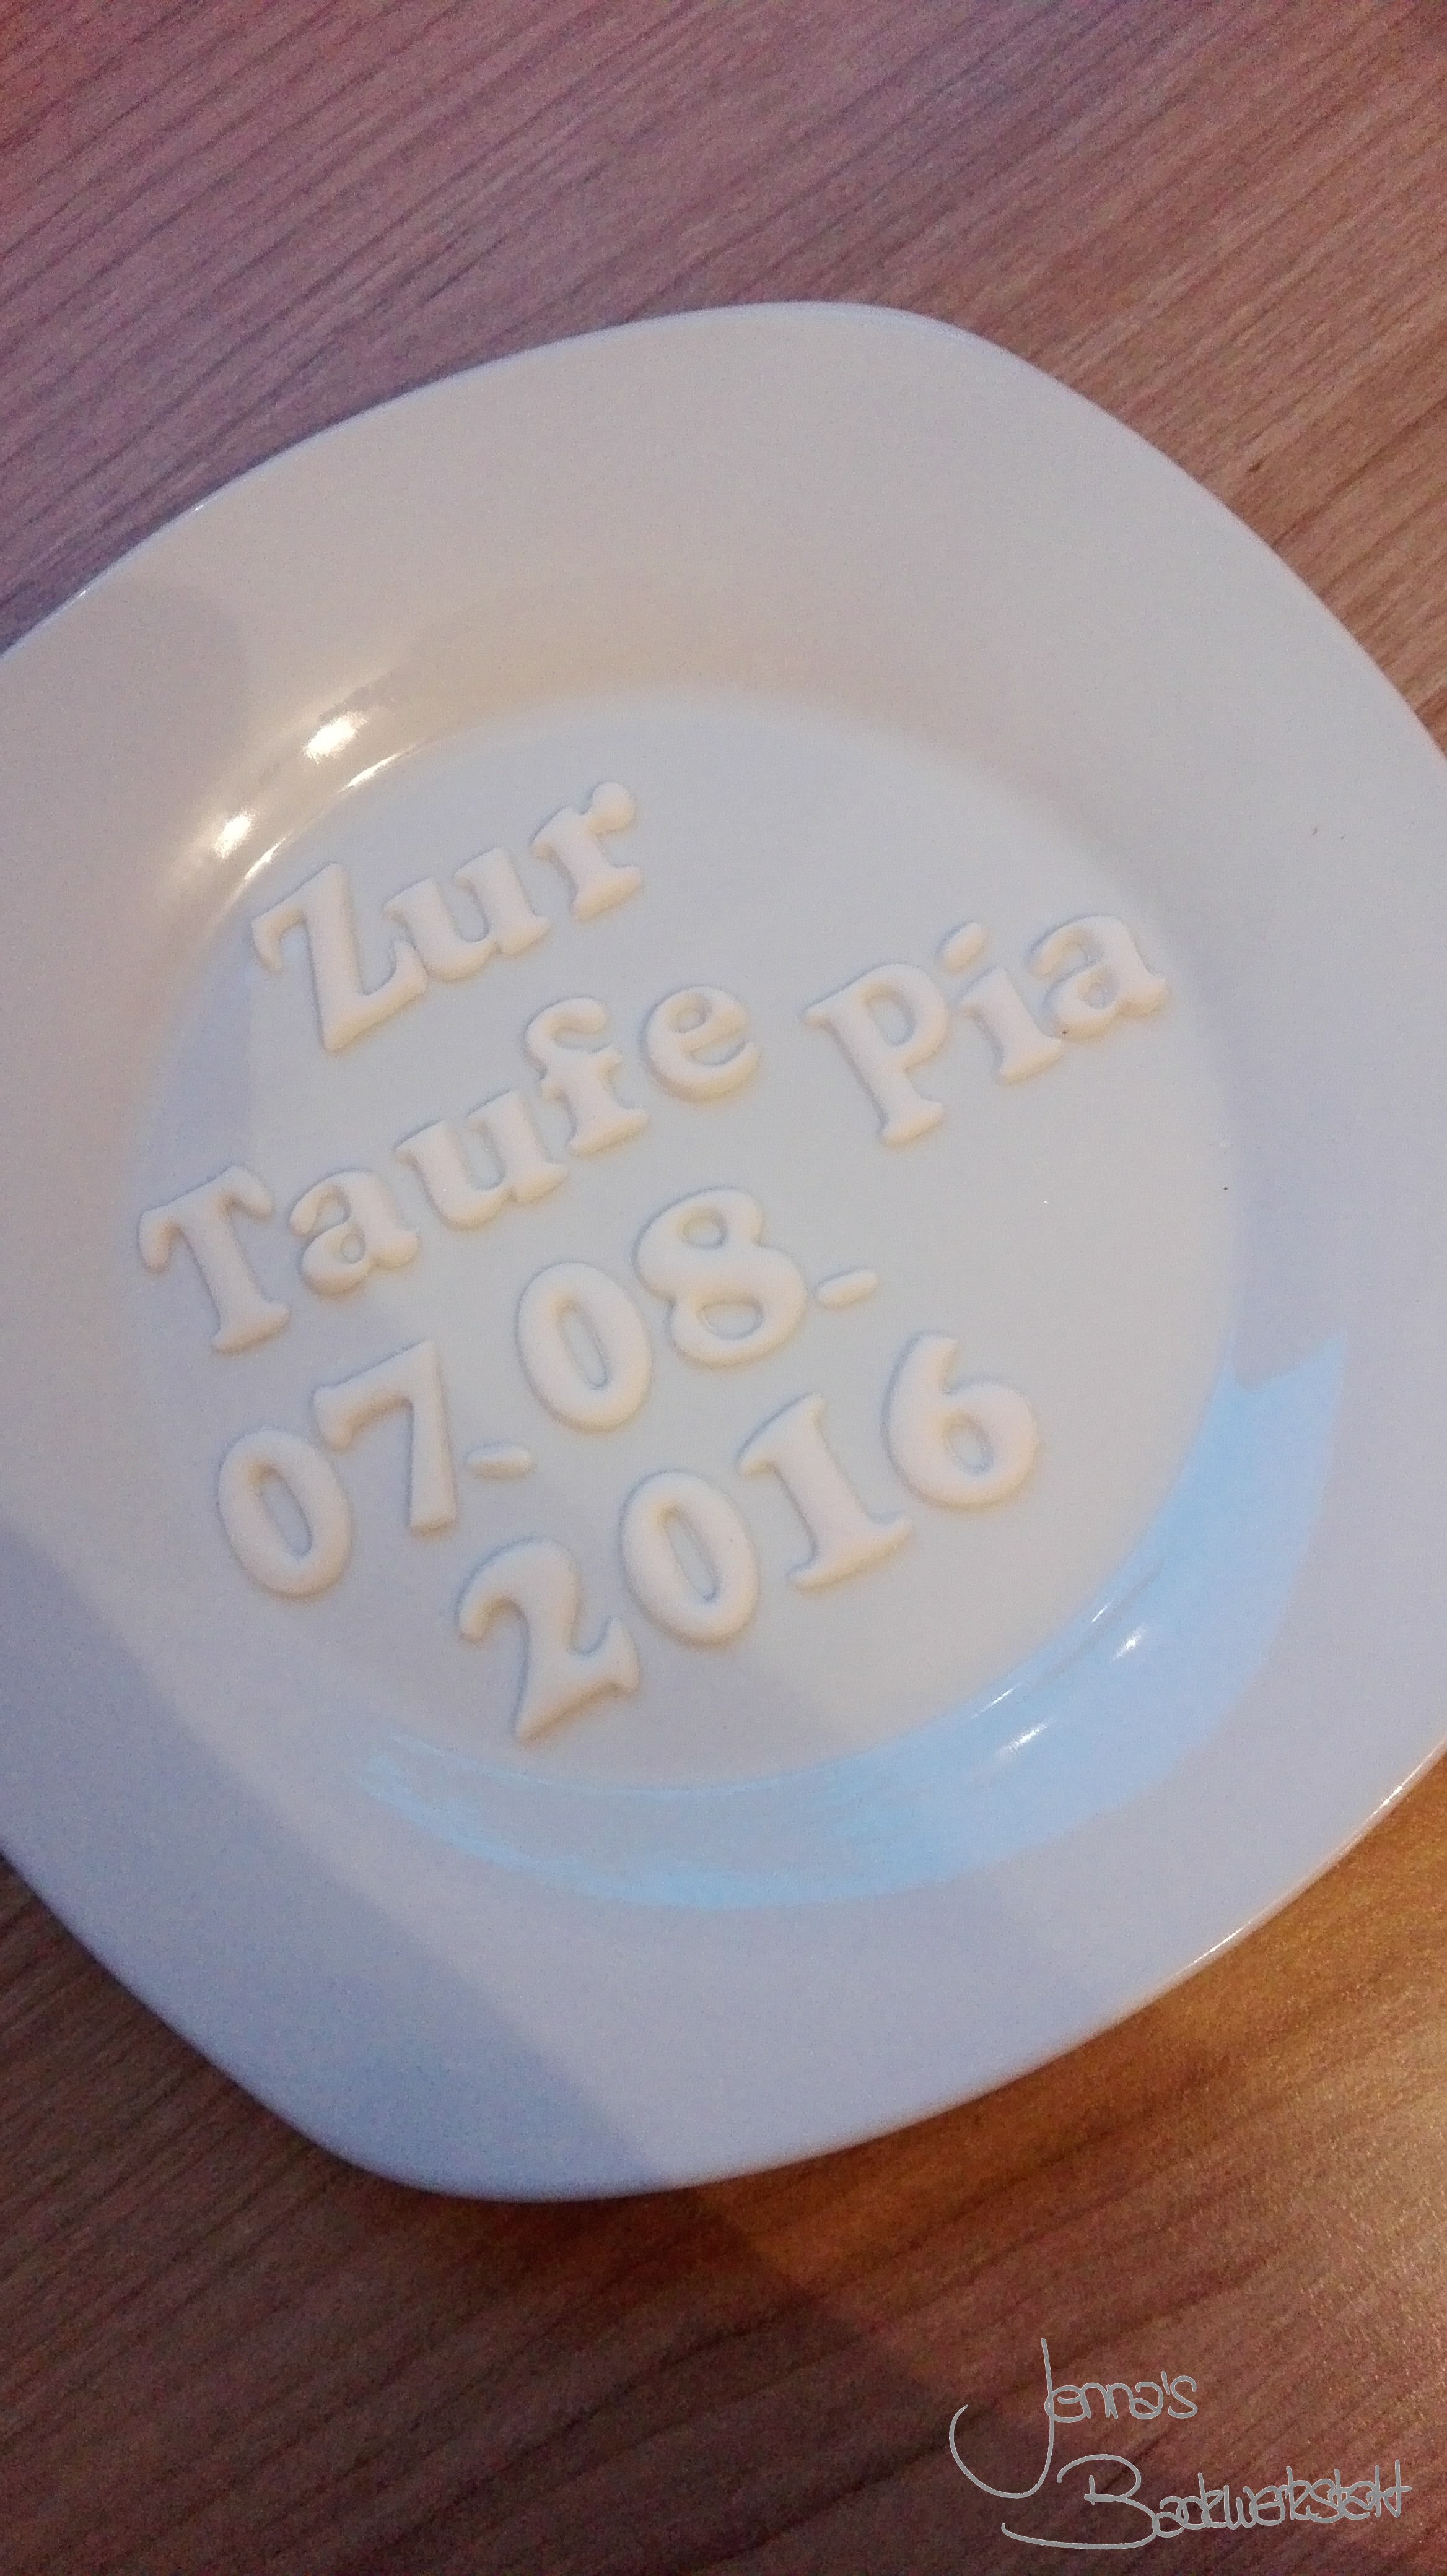 Zur
Taufe Pia
07.08.
2016
Jenna's
Backwerkstatt